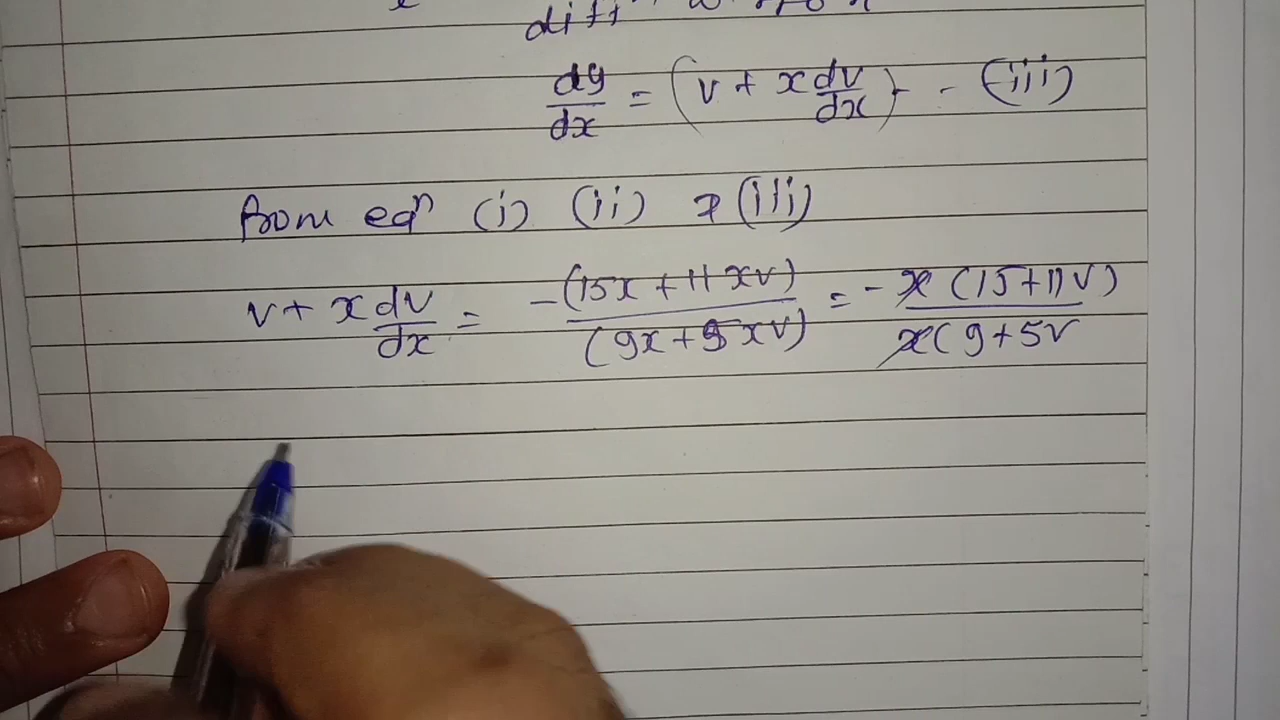 dy/dx = (v + x dv/dx) - (iii)
From eqⁿ (i) (ii) & (iii)
v + x dv/dx = -(15x + 11xv)/(9x + 5xv) = - x(15+11v)/x(9+5v